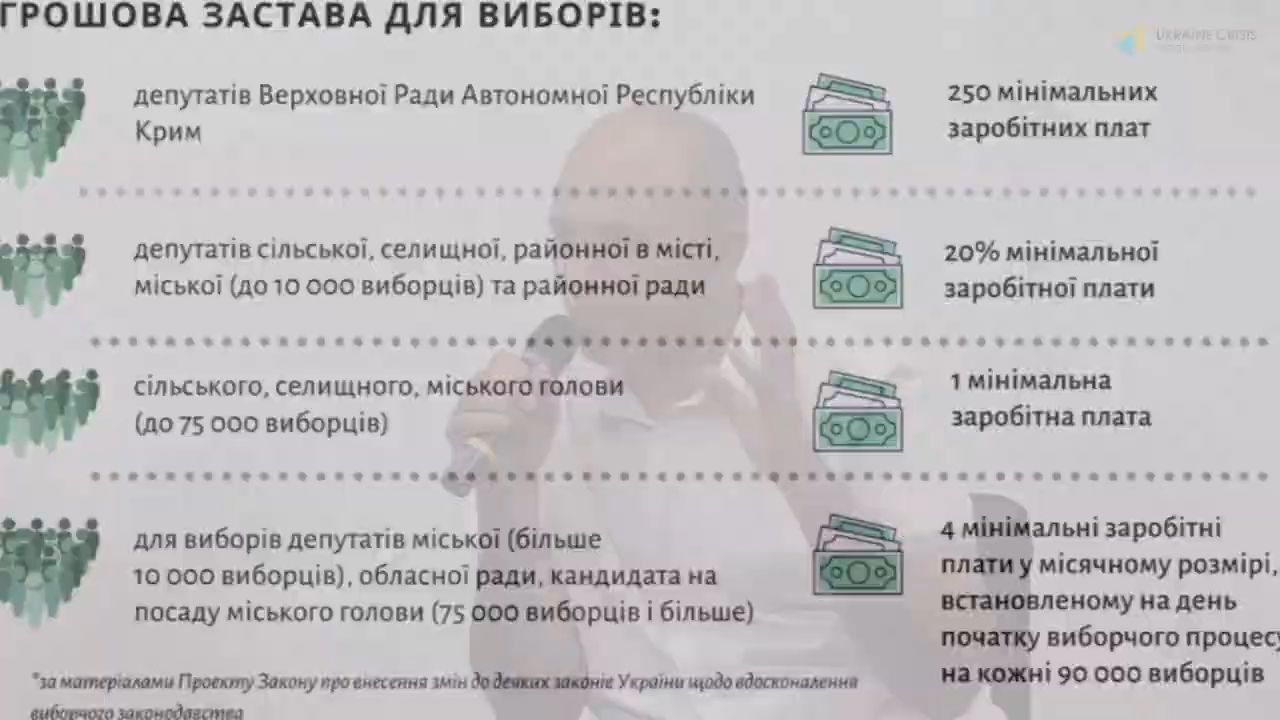 ГРОШОВА ЗАСТАВА ДЛЯ ВИБОРІВ:
UKRAINE CRISIS
депутатів Верховної Ради Автономної Республіки
Крим
250 мінімальних
заробітних плат
депутатів сільської, селищної, районної в місті,
міської (до 10 000 виборців) та районної ради
20% мінімальної
заробітної плати
сільського, селищного, міського голови
(до 75 000 виборців)
1 мінімальна
заробітна плата
для виборів депутатів міської (більше
10 000 виборців), обласної ради, кандидата на
посаду міського голови (75 000 виборців і більше)
4 мінімальні заробітні
плати у місячному розмірі,
встановленому на день
початку виборчого процесу
на кожні 90 000 виборців
*за матеріалами Проекту Закону про внесення змін до деяких законів України щодо вдосконалення
виборчого законодавства